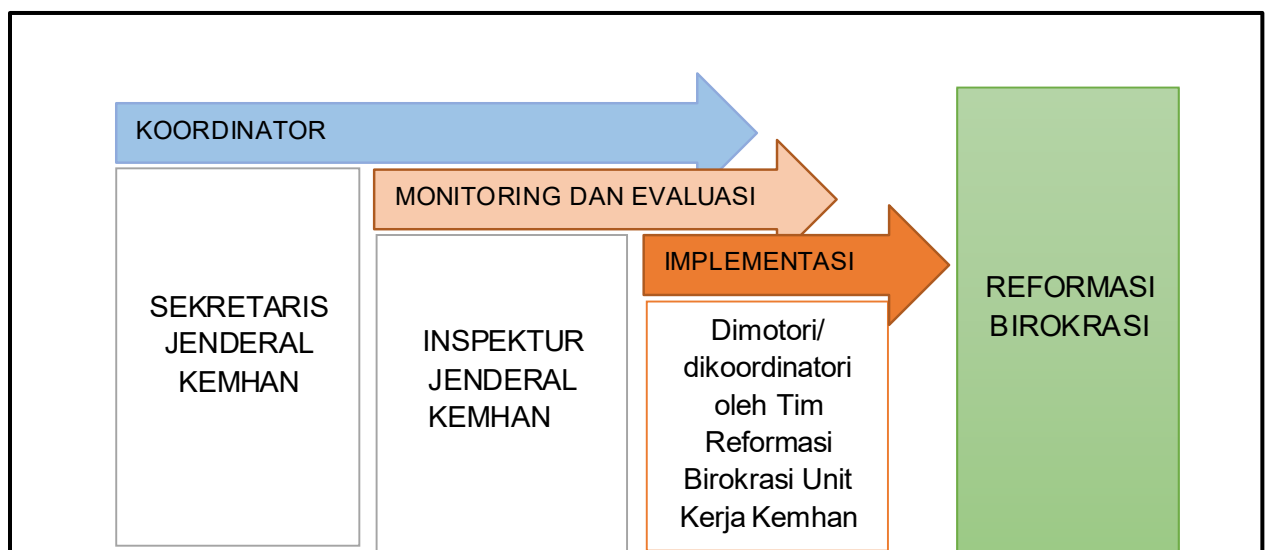 KOORDINATOR
SEKRETARIS
JENDERAL
KEMHAN
MONITORING DAN EVALUASI
INSPEKTUR
JENDERAL
KEMHAN
IMPLEMENTASI
Dimotori/
dikoordinatori
oleh Tim
Reformasi
Birokrasi Unit
Kerja Kemhan
REFORMASI
BIROKRASI